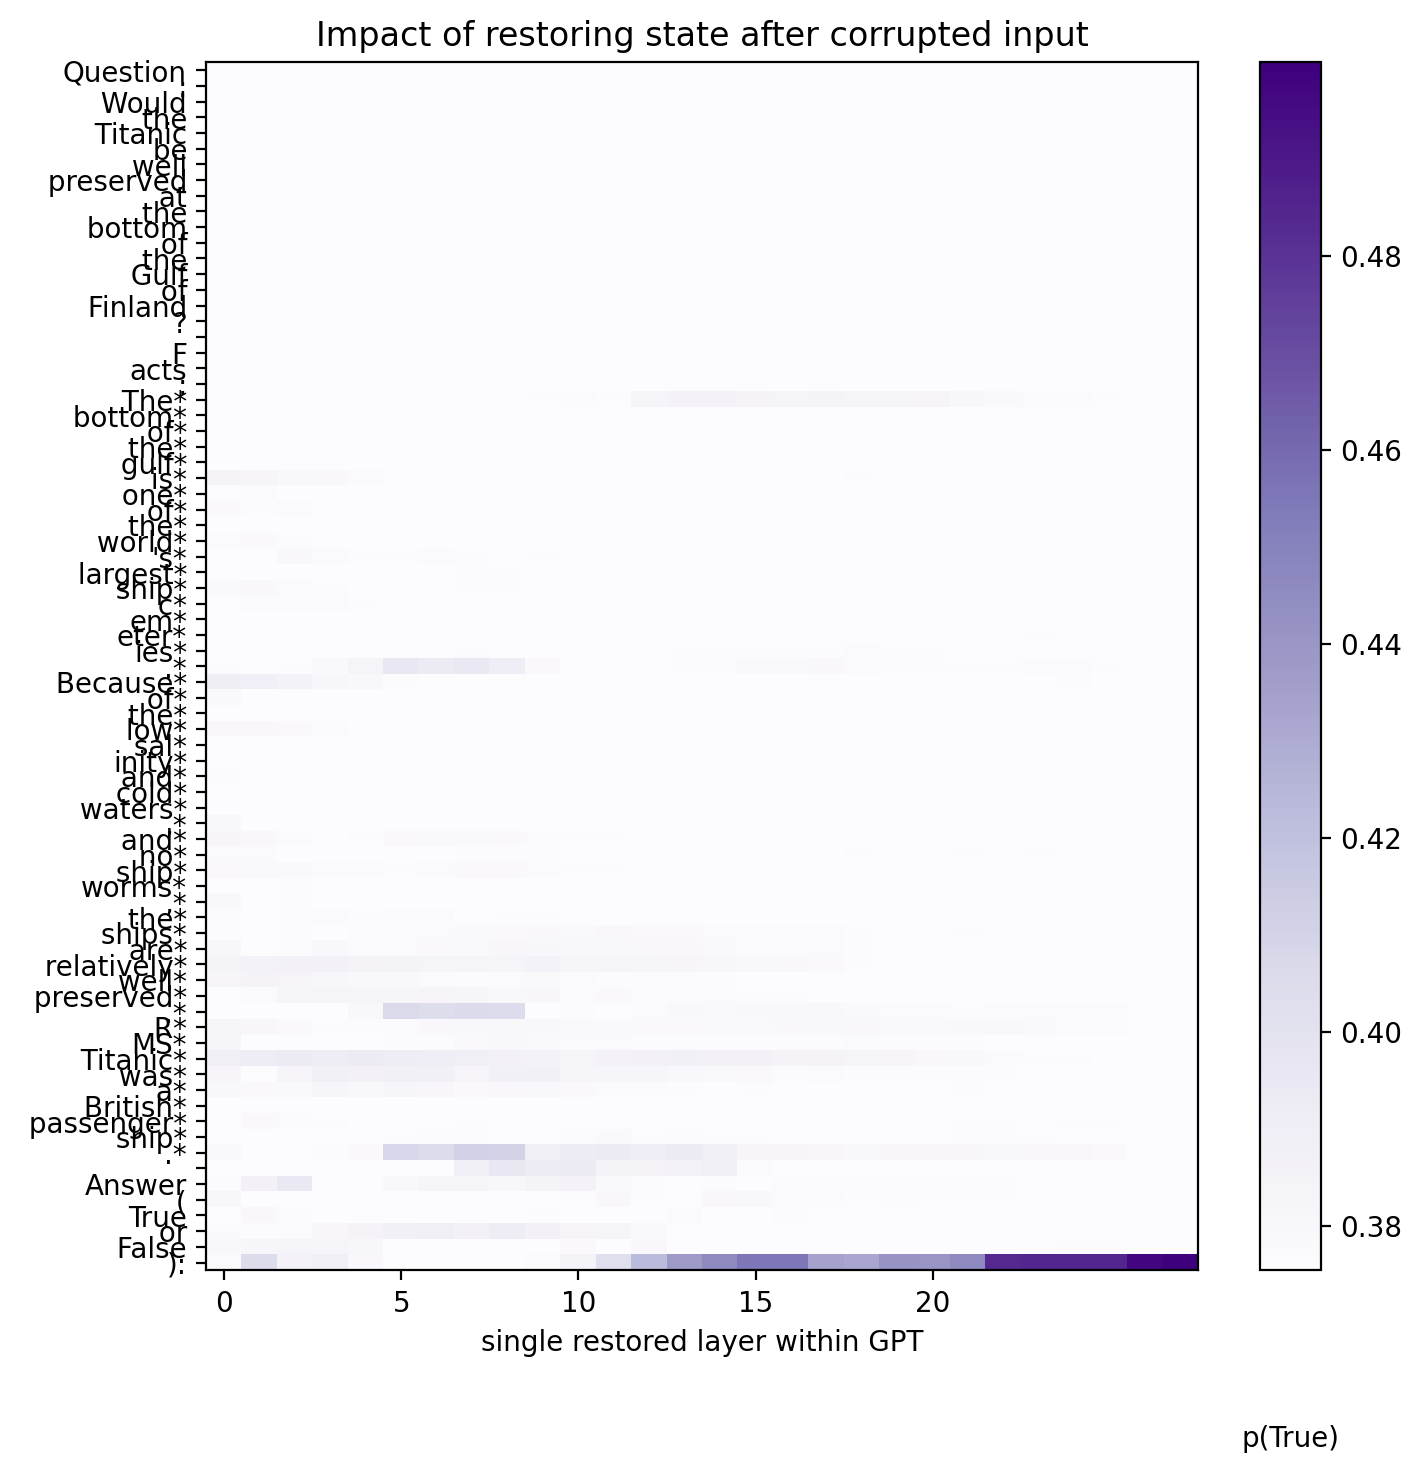 Impact of restoring state after corrupted input
Question
:
Would
the
Titanic
be
well
preserved
at
the
bottom
of
the
Gulf
of
Finland
?
F
acts
:
The*
bottom*
of*
the*
gulf*
is*
one*
of*
the*
world*
's*
largest*
ship*
c*
em*
eter*
ies*
.*
Because*
of*
the*
low*
sal*
inity*
and*
cold*
waters*
,*
and*
no*
ship*
worms*
,*
the*
ships*
are*
relatively*
well*
preserved*
.*
R*
MS*
Titanic*
was*
a*
British*
passenger*
ship*
.*
Answer
(
True
or
False
):
0 5 10 15 20
single restored layer within GPT
0.48
0.46
0.44
0.42
0.40
0.38
p(True)